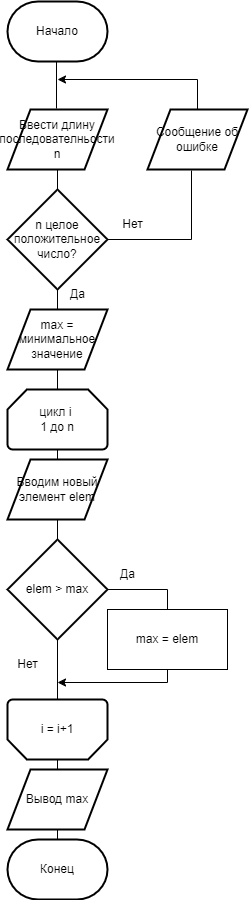 Начало
Ввести длину
последователньости
n
Сообщение об
ошибке
n целое
положительное
число?
Нет
Да
max =
минимальное
значение
цикл i
1 до n
Вводим новый
элемент elem
elem > max
Да
max = elem
Нет
i = i+1
Вывод max
Конец